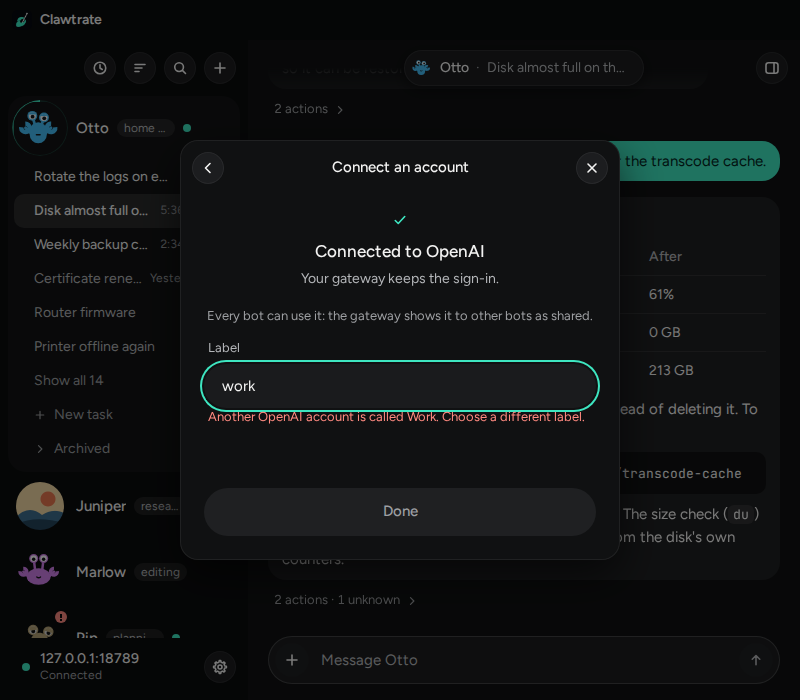 Clawtrate
Otto · Disk almost full on th...
2 actions
Otto home ...
Rotate the logs on e...
the transcode cache.
Disk almost full o... 5:36
Weekly backup c... 2:34
Certificate rene... Yeste
Router firmware
Printer offline again
Show all 14
+ New task
Archived
Juniper resea...
Marlow editing
Pip planni...
127.0.0.1:18789
Connected
Connect an account
Connected to OpenAI
Your gateway keeps the sign-in.
Every bot can use it: the gateway shows it to other bots as shared.
Label
work
Another OpenAI account is called Work. Choose a different label.
Done
After
61%
0 GB
213 GB
ead of deleting it. To
/transcode-cache
The size check ( du )
om the disk's own
counters.
2 actions · 1 unknown
Message Otto